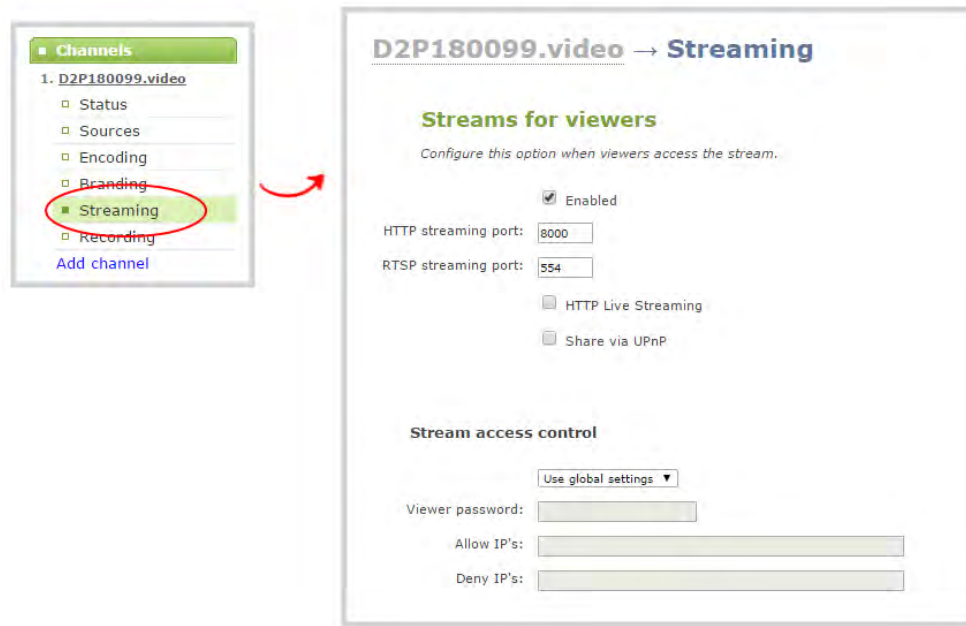 Channels
1. D2P180099.video
Status
Sources
Encoding
Branding
Streaming
Recording
Add channel
D2P180099.video → Streaming
Streams for viewers
Configure this option when viewers access the stream.
Enabled
HTTP streaming port: 8000
RTSP streaming port: 554
HTTP Live Streaming
Share via UPnP
Stream access control
Use global settings ▼
Viewer password:
Allow IP's:
Deny IP's: